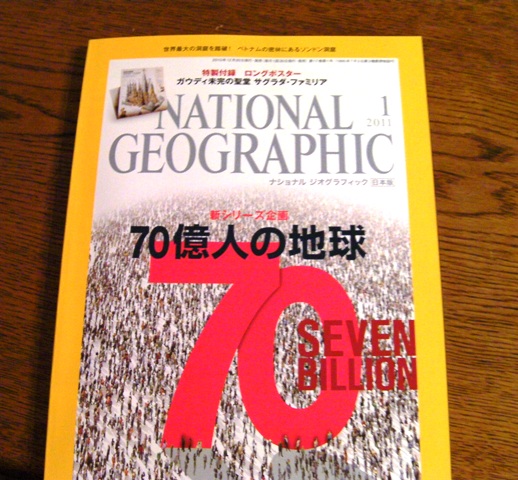 世界最大の洞窟を踏破！ ベトナムの密林にあるソンドン洞窟
特製付録 ロングポスター
ガウディ未完の聖堂 サグラダ・ファミリア
NATIONAL
GEOGRAPHIC
1
2011
ナショナル ジオグラフィック 日本版
新シリーズ企画
70億人の地球
70
SEVEN
BILLION